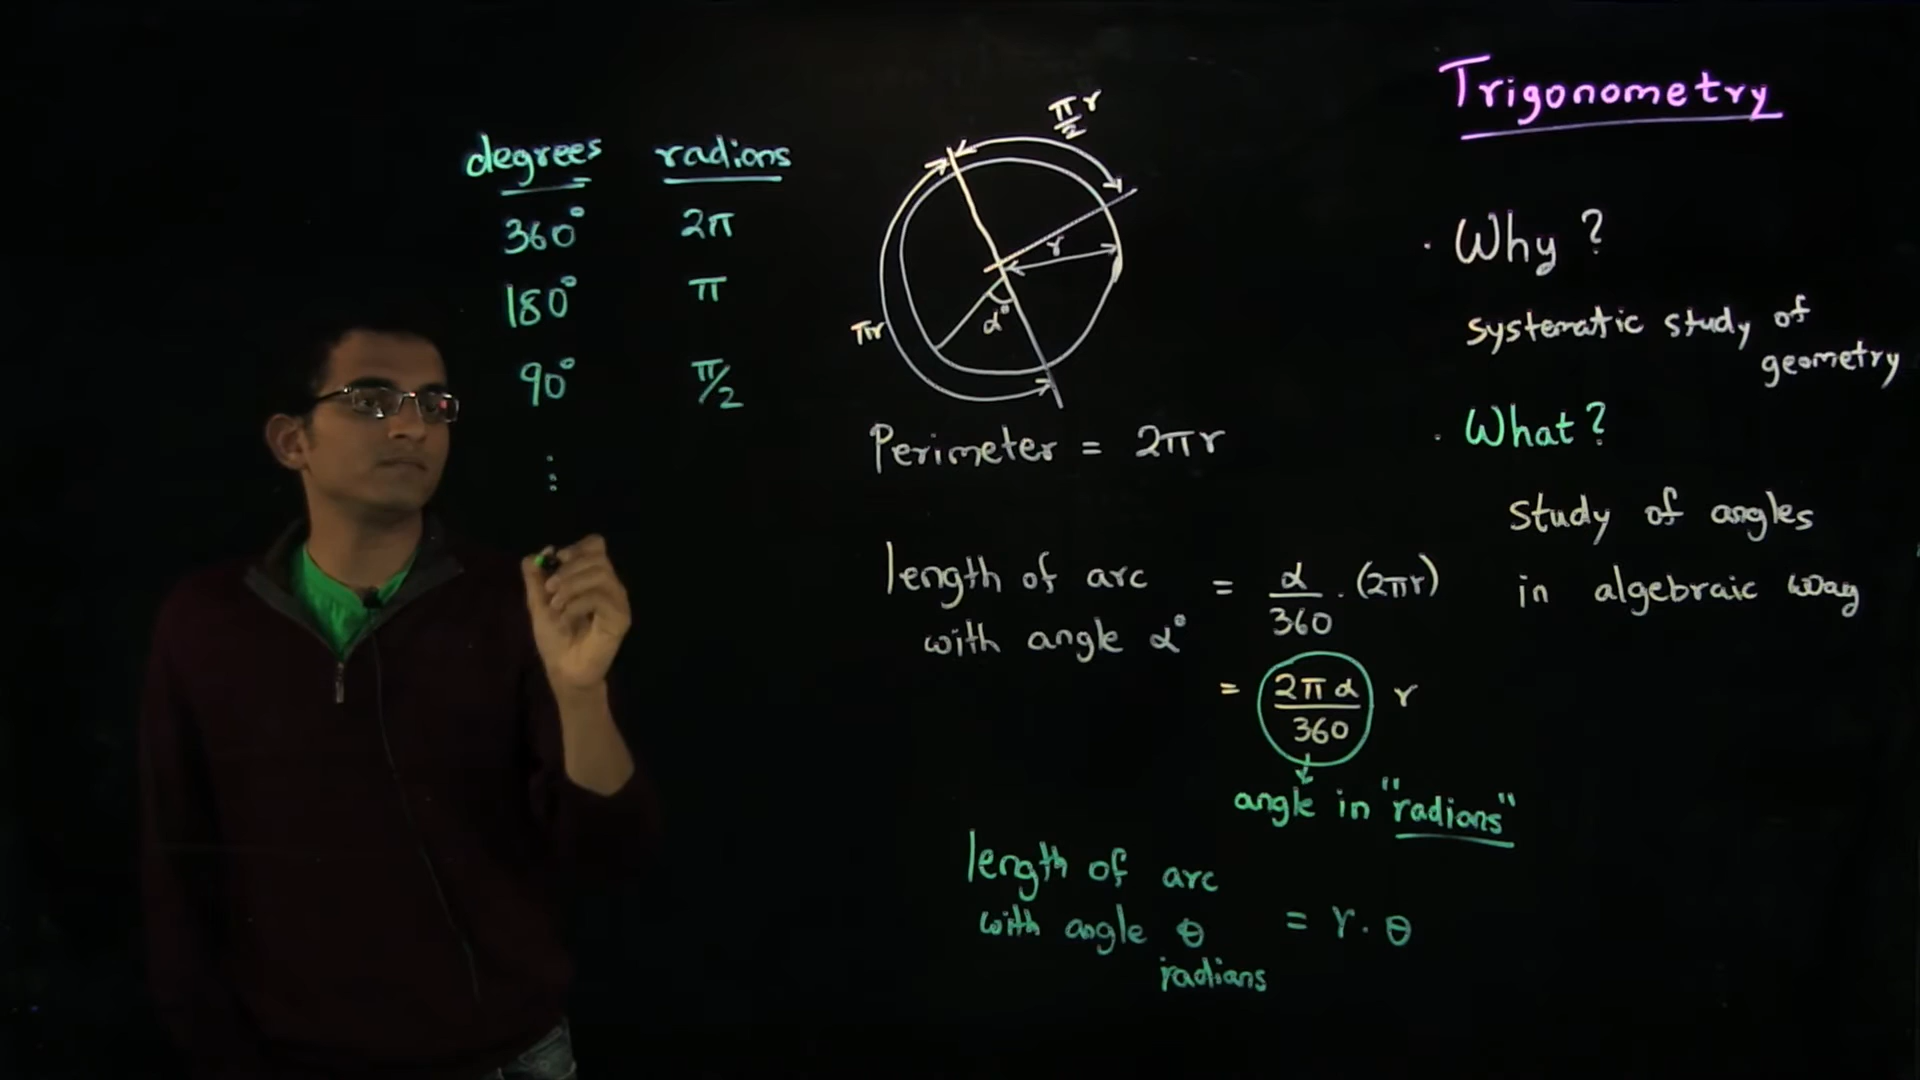 Trigonometry
degrees radions
360° 2π
180° π
90° π/2
⋮
π/2 r
r
α°
πr
Perimeter = 2πr
length of arc
with angle α°
= α/360 . (2πr)
= 2πα/360 r
angle in "radians"
length of arc
with angle θ
radians
= r . θ
· Why ?
systematic study of
geometry
· What ?
Study of angles
in algebraic way